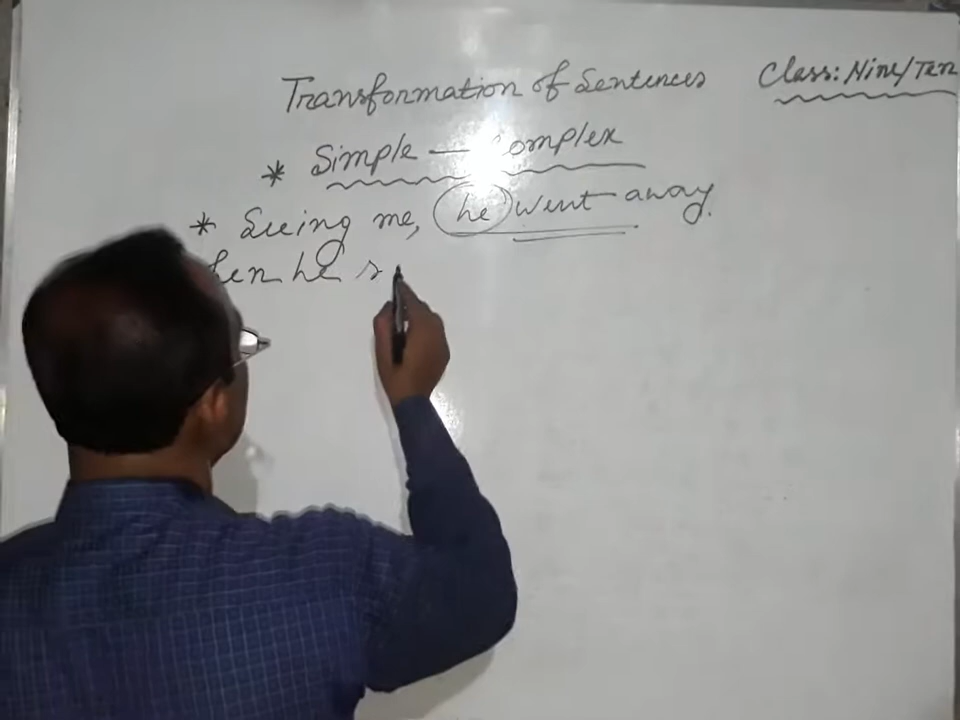 Transformation of Sentences
Class: Nine/Ten
* Simple — Complex
* Seeing me, he went away.
hen he s